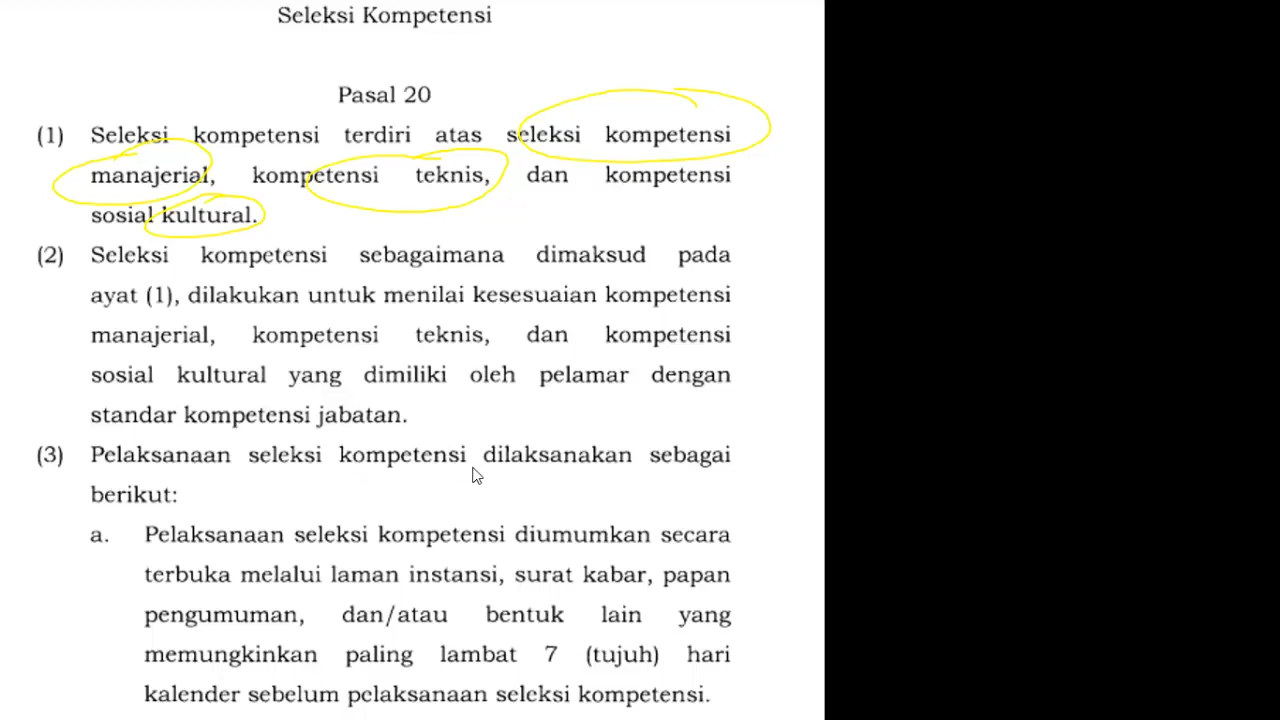 Seleksi Kompetensi
Pasal 20
(1) Seleksi kompetensi terdiri atas seleksi kompetensi
manajerial, kompetensi teknis, dan kompetensi
sosial kultural.
(2) Seleksi kompetensi sebagaimana dimaksud pada
ayat (1), dilakukan untuk menilai kesesuaian kompetensi
manajerial, kompetensi teknis, dan kompetensi
sosial kultural yang dimiliki oleh pelamar dengan
standar kompetensi jabatan.
(3) Pelaksanaan seleksi kompetensi dilaksanakan sebagai
berikut:
a. Pelaksanaan seleksi kompetensi diumumkan secara
terbuka melalui laman instansi, surat kabar, papan
pengumuman, dan/atau bentuk lain yang
memungkinkan paling lambat 7 (tujuh) hari
kalender sebelum pelaksanaan seleksi kompetensi.